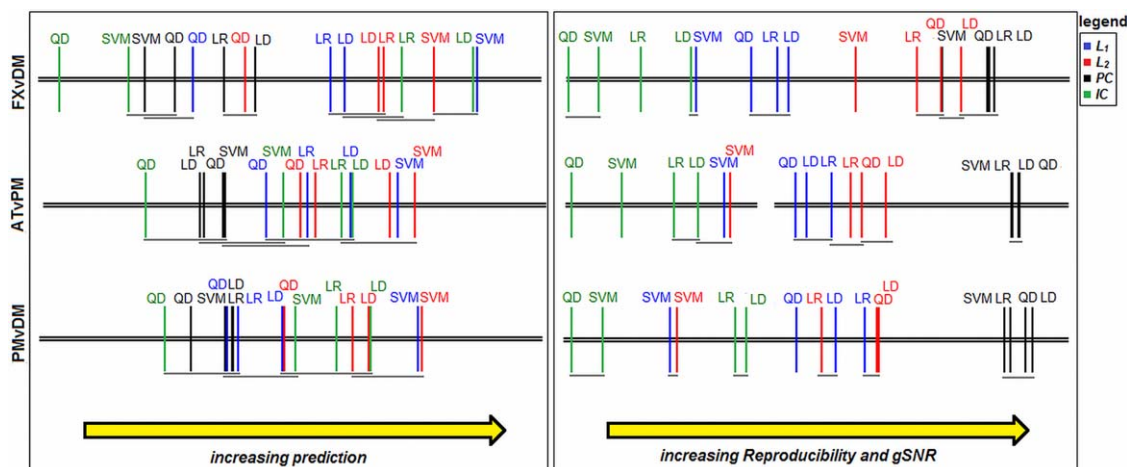 QD SVM SVM QD QD LR QD LD LR LD LD LR LR SVM LD SVM
FXvDM
QD SVM LR LD SVM QD LR LD SVM LR QD SVM LD QD LR LD
legend
L1
L2
PC
IC
QD LD LR QD SVM QD SVM QD LR LR LR LD LD LD SVM SVM
ATvPM
QD SVM LR LD SVM SVM QD LD LR LR QD LD SVM LR LD QD
QD QD SVM QD LD LR LR LD QD SVM LR LR LD LD SVM SVM
PMvDM
QD SVM SVM SVM LR LD QD LR LD LR QD LD SVM LR QD LD
increasing prediction
increasing Reproducibility and gSNR